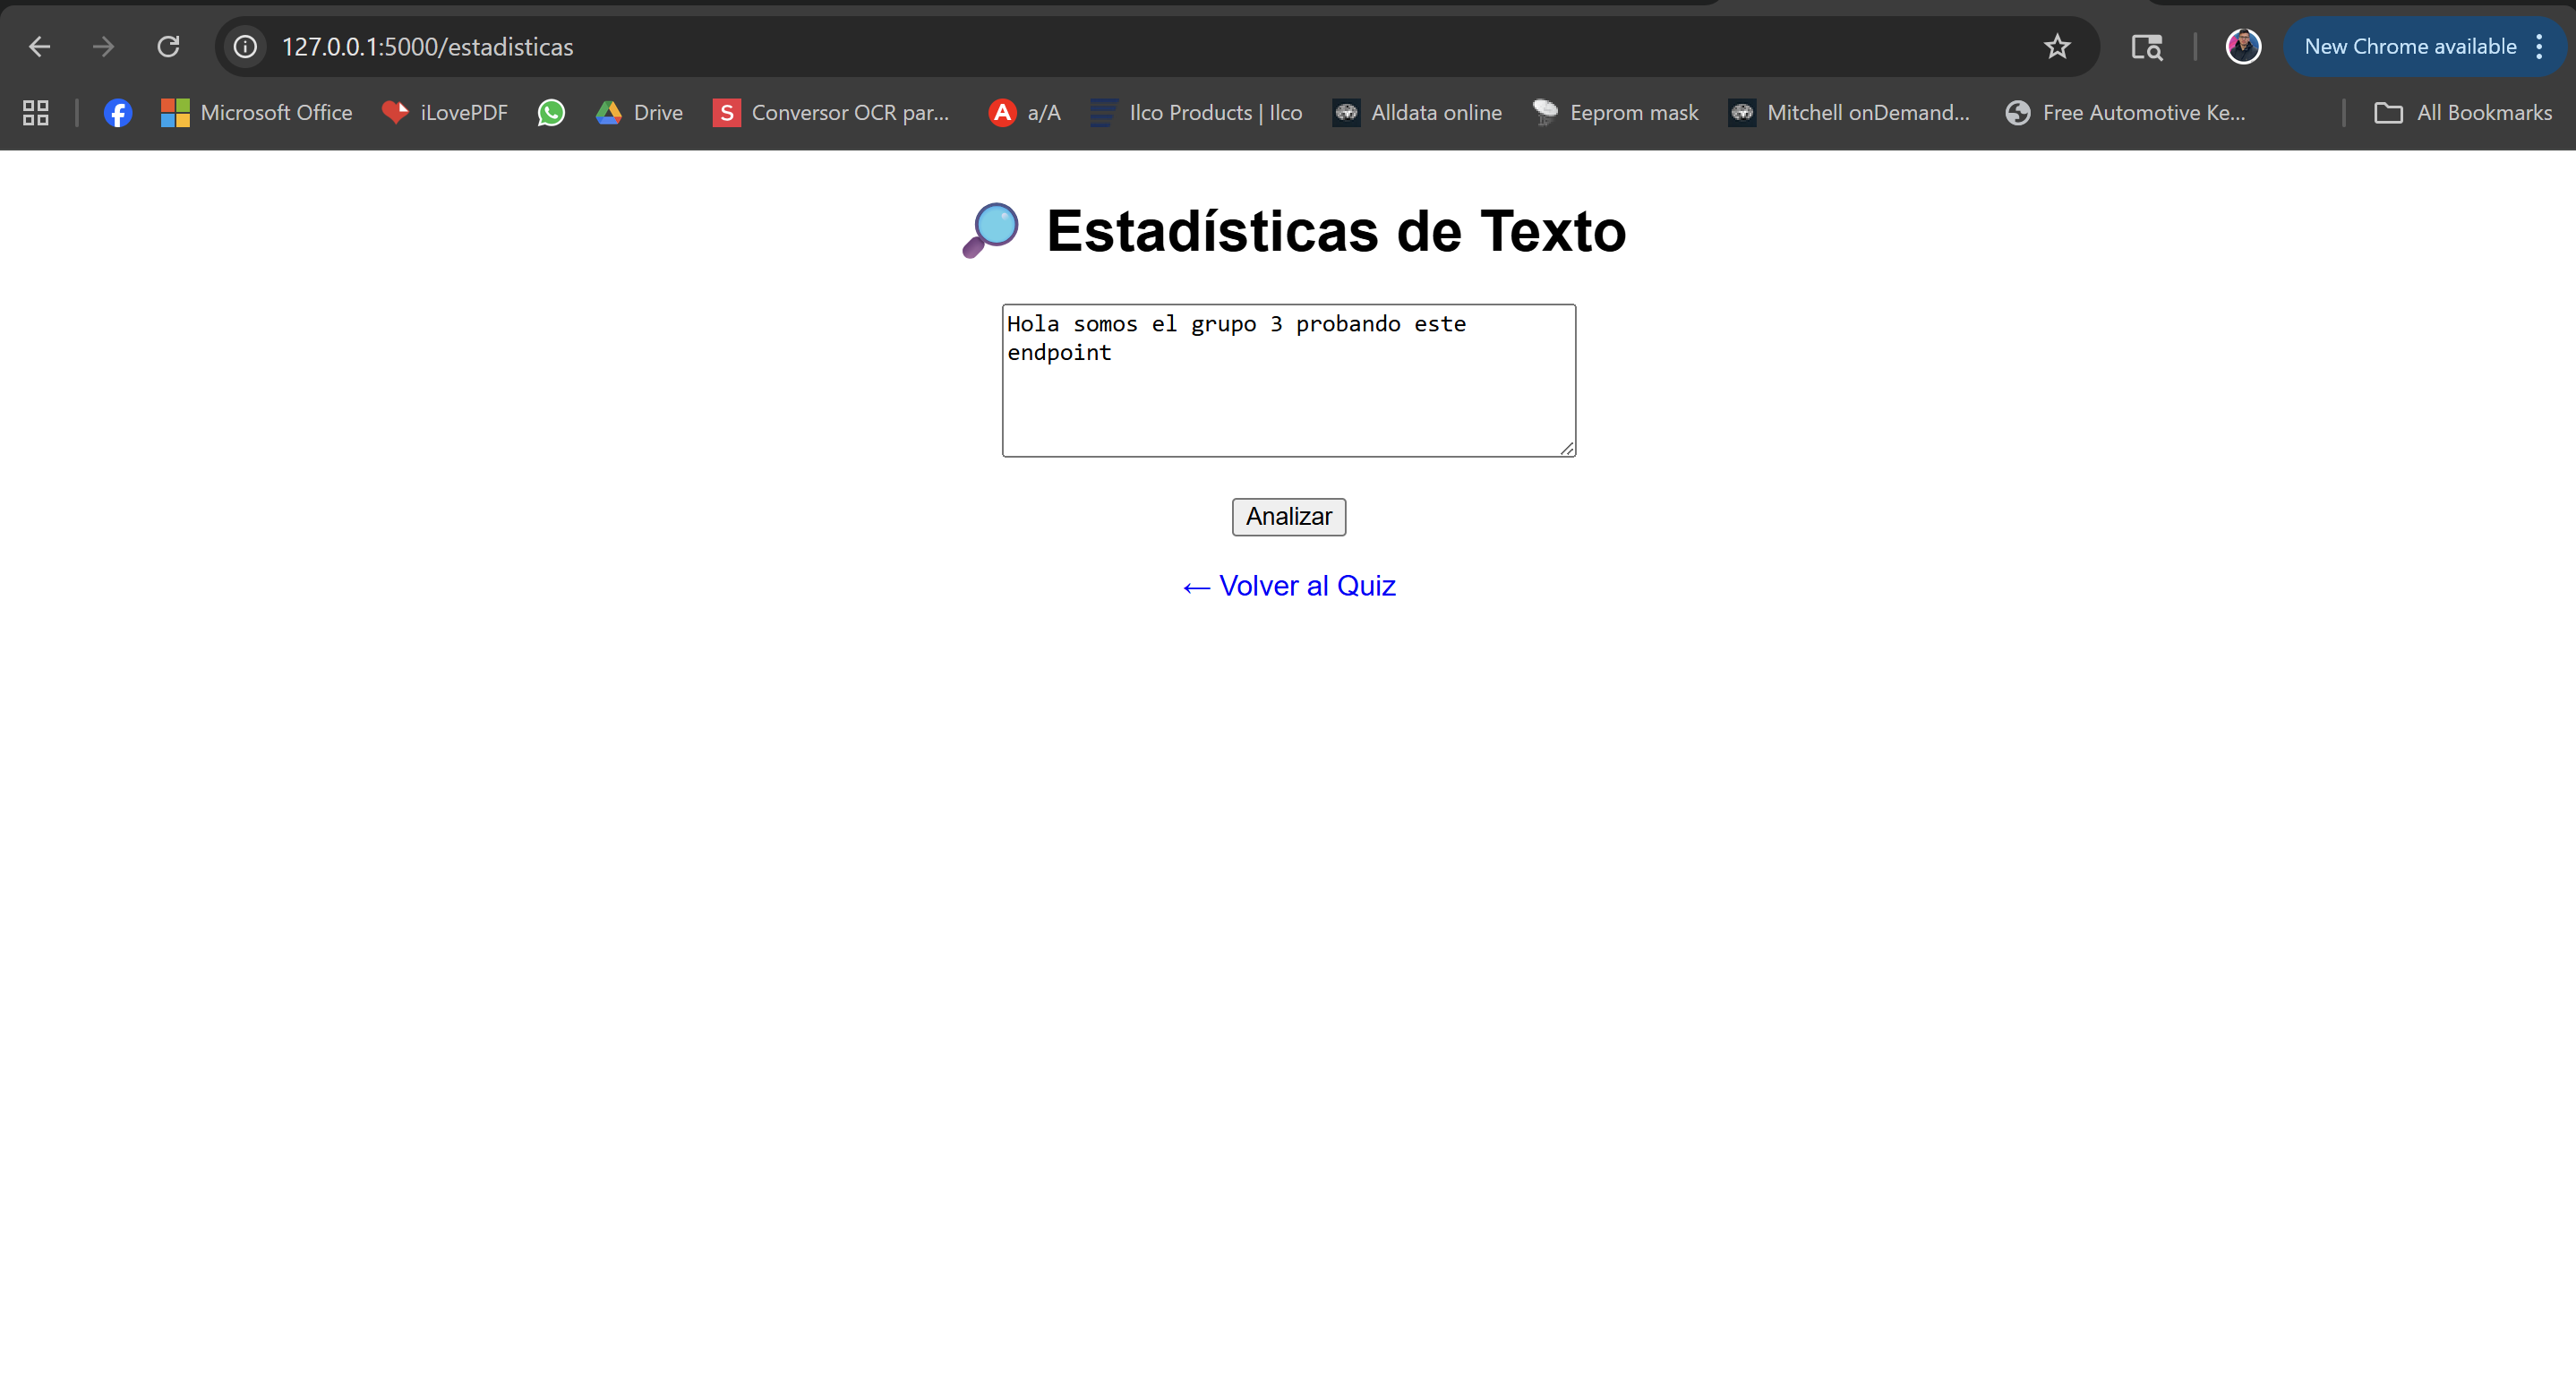 127.0.0.1:5000/estadisticas
New Chrome available
Microsoft Office
iLovePDF
Drive
S
Conversor OCR par...
A
a/A
Ilco Products | Ilco
Alldata online
Eeprom mask
Mitchell onDemand...
Free Automotive Ke...
All Bookmarks
Estadísticas de Texto
Hola somos el grupo 3 probando este
endpoint
Analizar
← Volver al Quiz